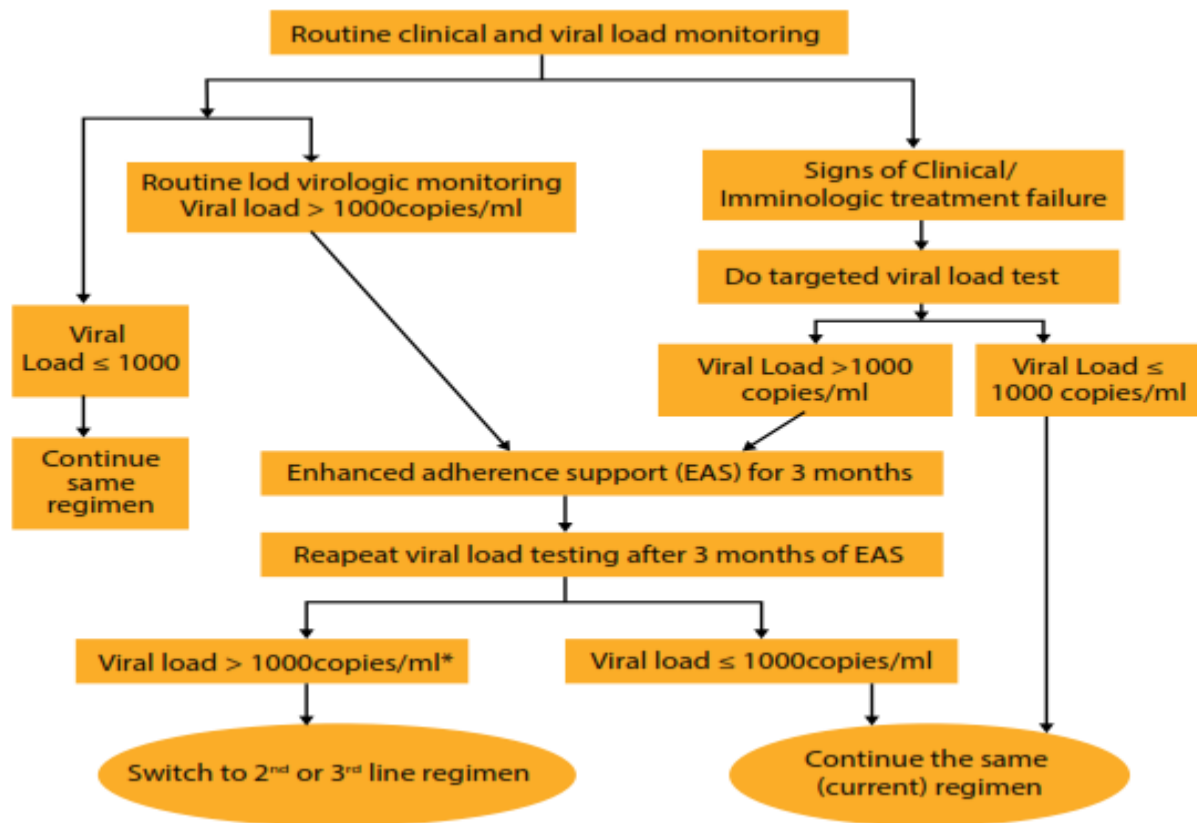 Routine clinical and viral load monitoring
Routine lod virologic monitoring
Viral load > 1000copies/ml
Signs of Clinical/
Imminologic treatment failure
Do targeted viral load test
Viral
Load ≤ 1000
Viral Load >1000
copies/ml
Viral Load ≤
1000 copies/ml
Continue
same
regimen
Enhanced adherence support (EAS) for 3 months
Reapeat viral load testing after 3 months of EAS
Viral load > 1000copies/ml*
Viral load ≤ 1000copies/ml
Switch to 2ⁿᵈ or 3ʳᵈ line regimen
Continue the same
(current) regimen